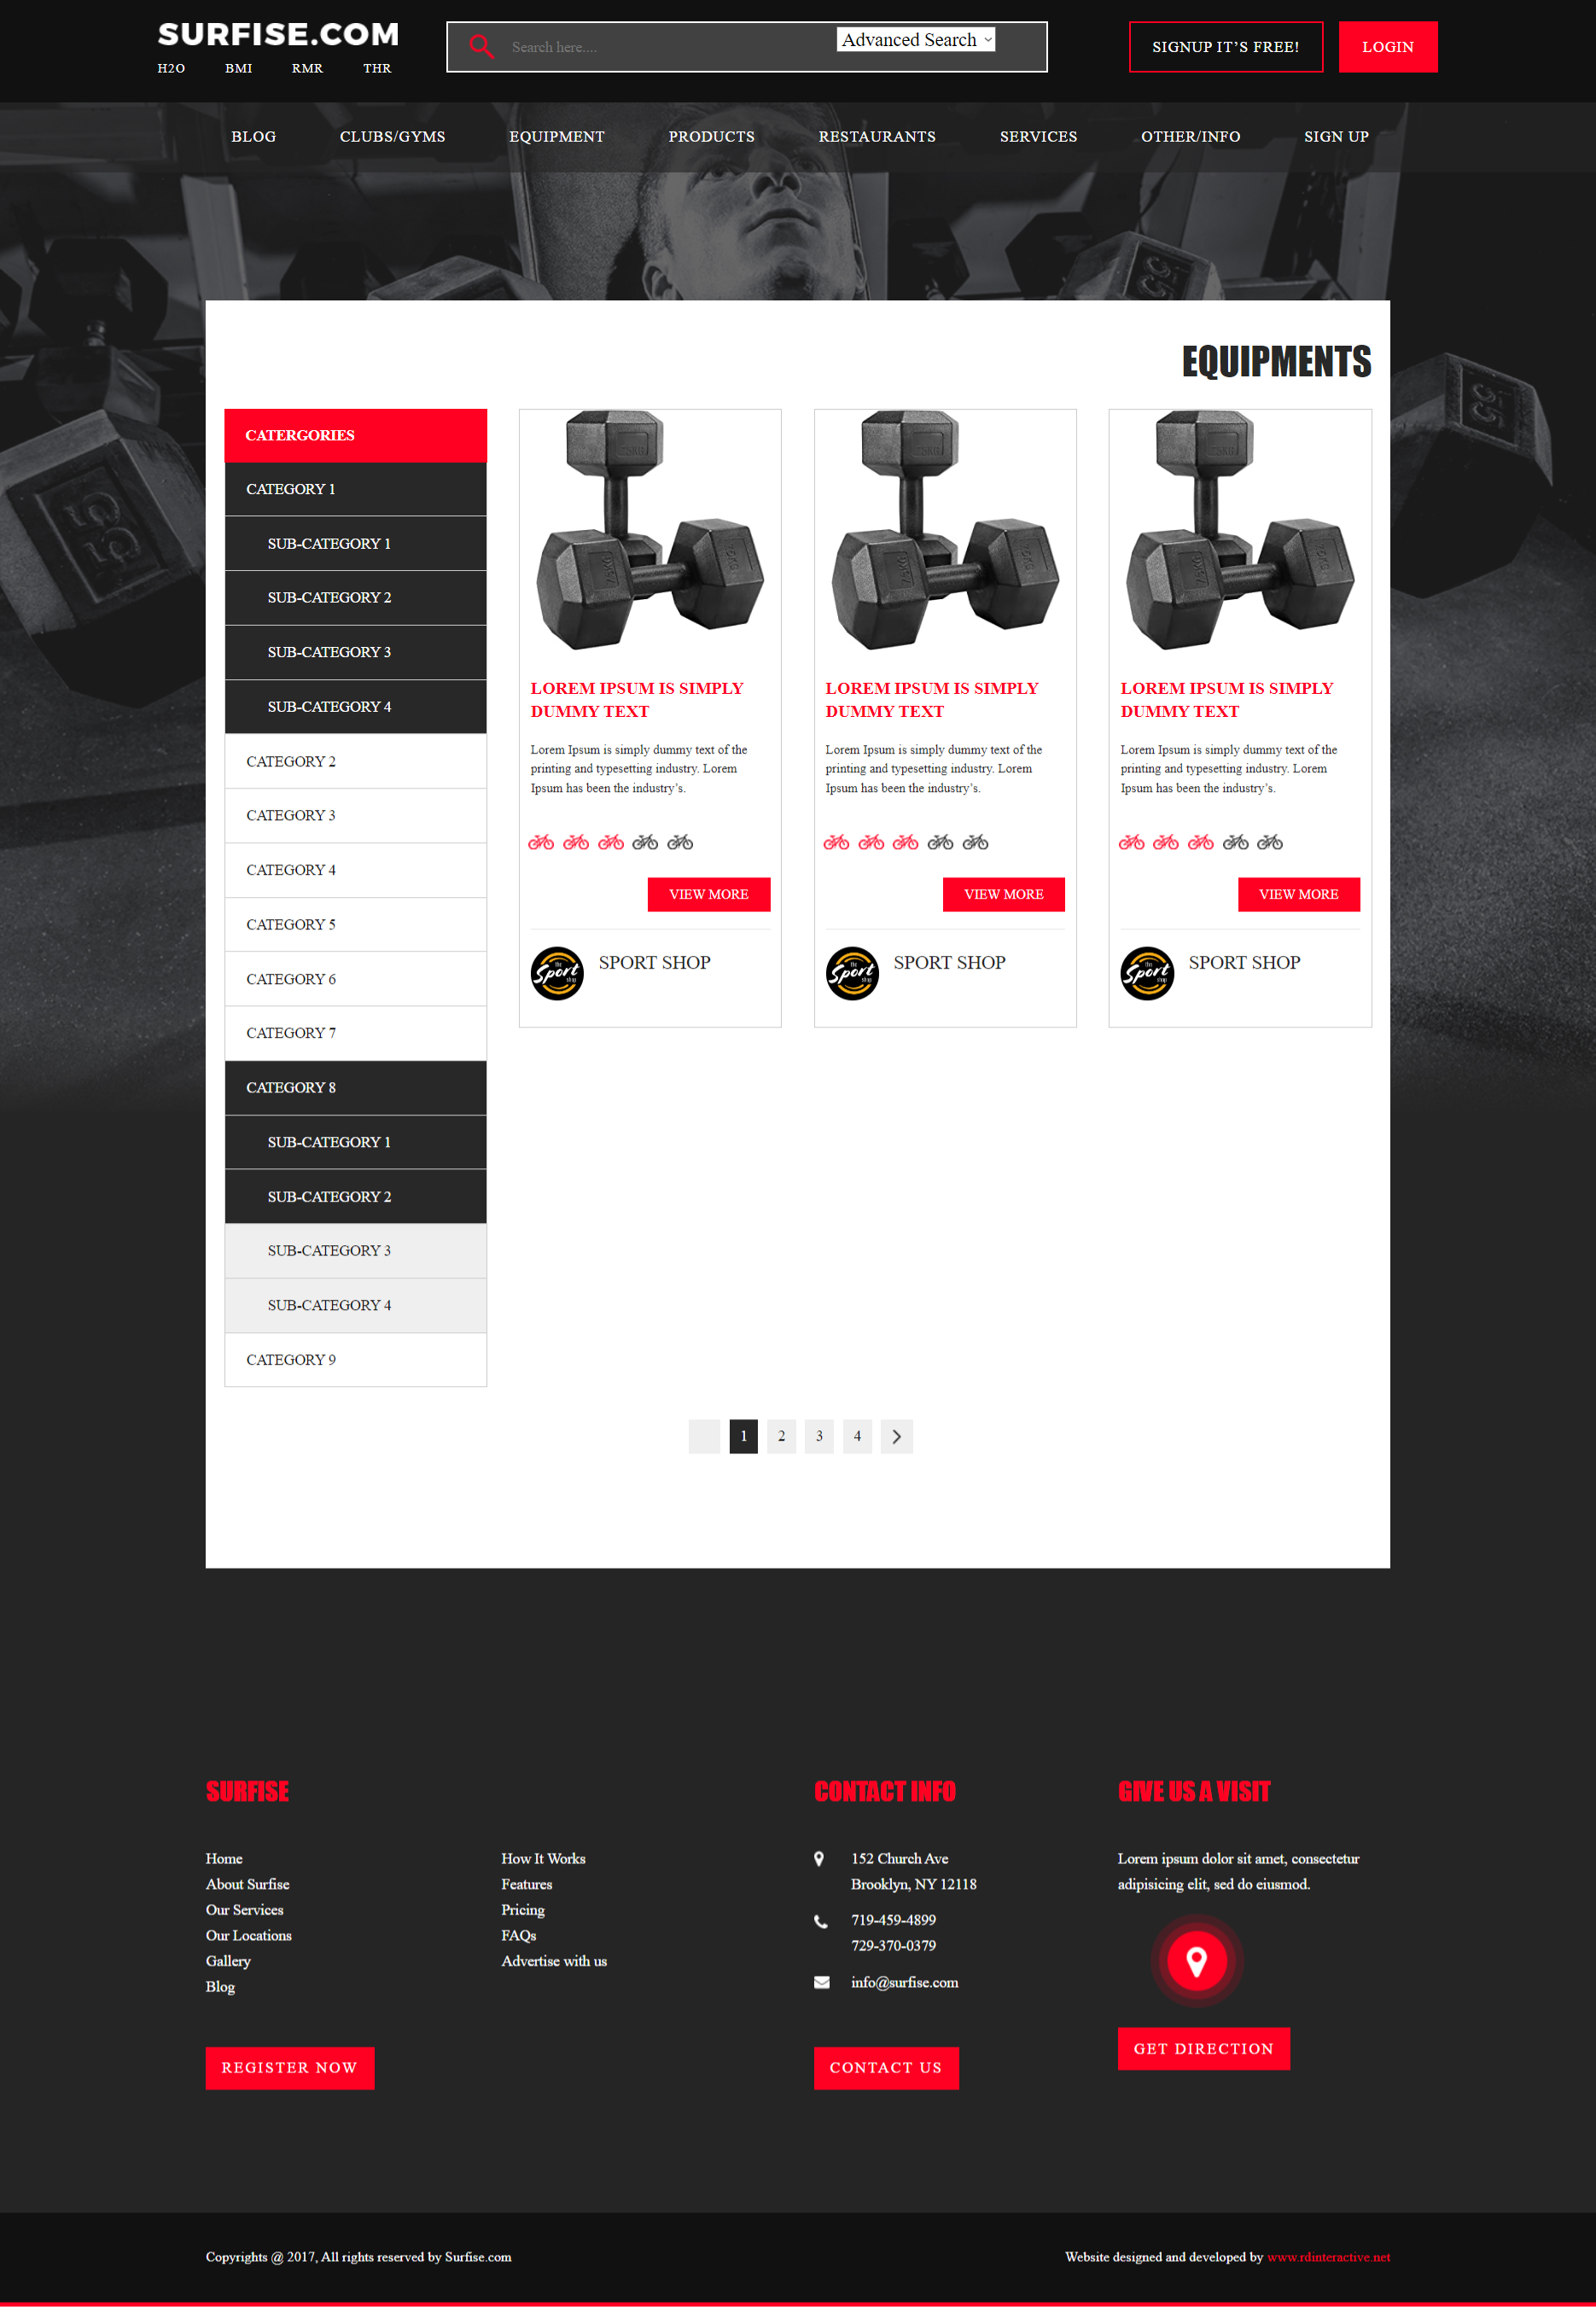 SURFISE.COM
H2O BMI RMR THR
Search here....
Advanced Search
SIGNUP IT’S FREE!
LOGIN
BLOG CLUBS/GYMS EQUIPMENT PRODUCTS RESTAURANTS SERVICES OTHER/INFO SIGN UP
55
55
EQUIPMENTS
CATERGORIES
CATEGORY 1
SUB-CATEGORY 1
SUB-CATEGORY 2
SUB-CATEGORY 3
SUB-CATEGORY 4
CATEGORY 2
CATEGORY 3
CATEGORY 4
CATEGORY 5
CATEGORY 6
CATEGORY 7
CATEGORY 8
SUB-CATEGORY 1
SUB-CATEGORY 2
SUB-CATEGORY 3
SUB-CATEGORY 4
CATEGORY 9
LOREM IPSUM IS SIMPLY
DUMMY TEXT
Lorem Ipsum is simply dummy text of the
printing and typesetting industry. Lorem
Ipsum has been the industry’s.
VIEW MORE
the
Sport
shop
SPORT SHOP
LOREM IPSUM IS SIMPLY
DUMMY TEXT
Lorem Ipsum is simply dummy text of the
printing and typesetting industry. Lorem
Ipsum has been the industry’s.
VIEW MORE
the
Sport
shop
SPORT SHOP
LOREM IPSUM IS SIMPLY
DUMMY TEXT
Lorem Ipsum is simply dummy text of the
printing and typesetting industry. Lorem
Ipsum has been the industry’s.
VIEW MORE
the
Sport
shop
SPORT SHOP
1 2 3 4
SURFISE
Home
About Surfise
Our Services
Our Locations
Gallery
Blog
How It Works
Features
Pricing
FAQs
Advertise with us
REGISTER NOW
CONTACT INFO
152 Church Ave
Brooklyn, NY 12118
719-459-4899
729-370-0379
info@surfise.com
CONTACT US
GIVE US A VISIT
Lorem ipsum dolor sit amet, consectetur
adipisicing elit, sed do eiusmod.
GET DIRECTION
Copyrights @ 2017, All rights reserved by Surfise.com
Website designed and developed by www.rdinteractive.net